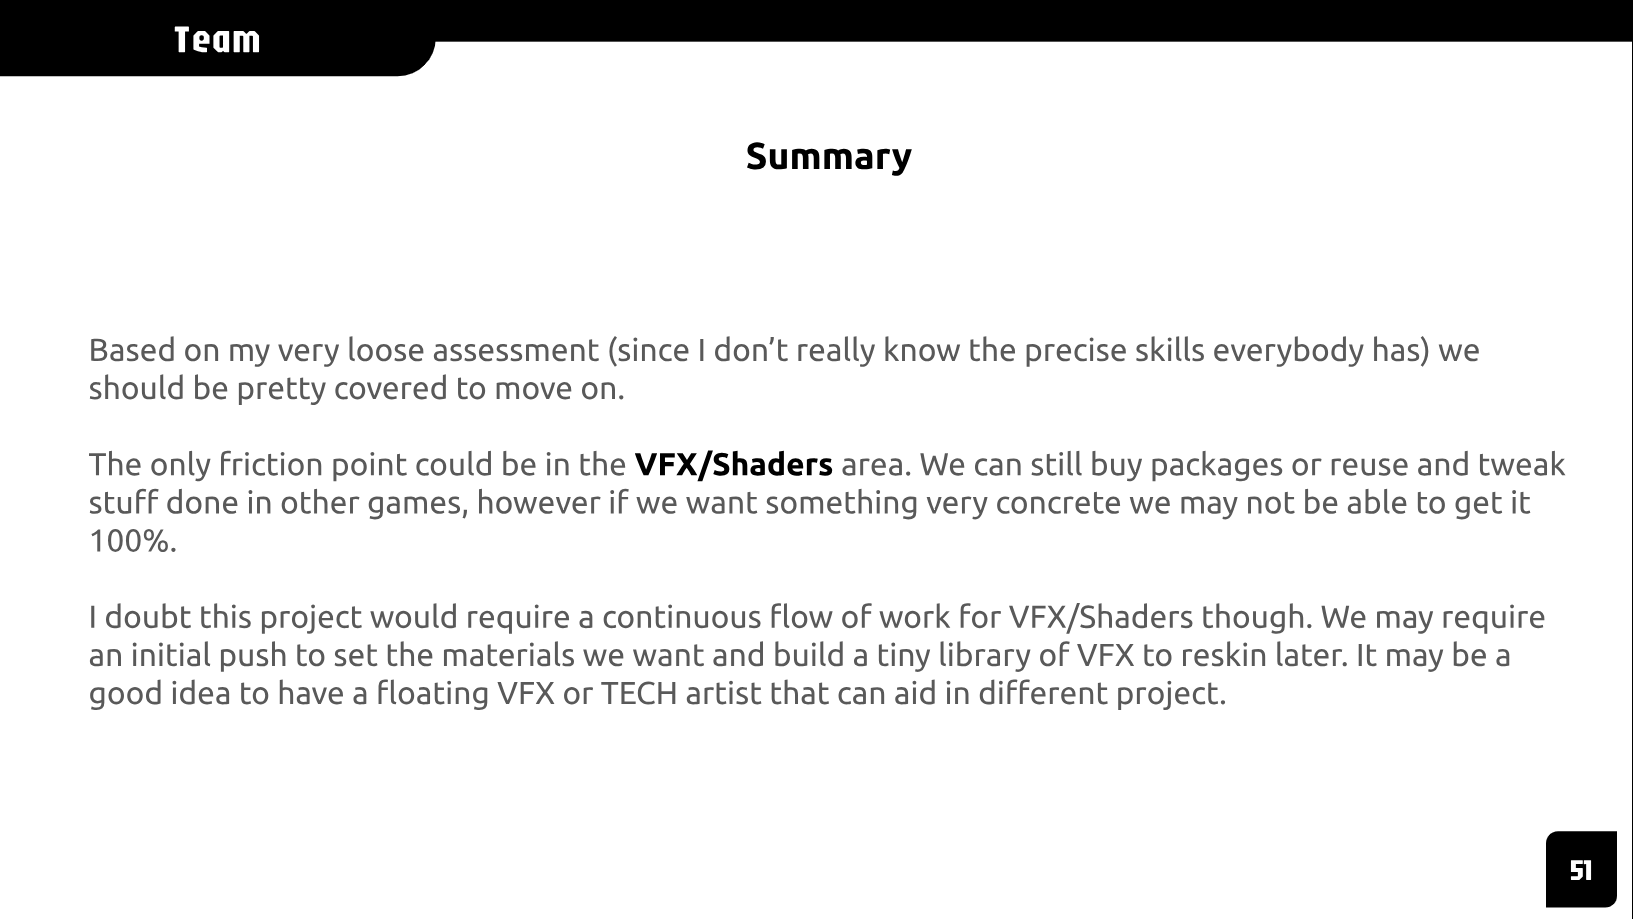 Team
Summary
Based on my very loose assessment (since I don’t really know the precise skills everybody has) we
should be pretty covered to move on.
The only friction point could be in the VFX/Shaders area. We can still buy packages or reuse and tweak
stuff done in other games, however if we want something very concrete we may not be able to get it
100%.
I doubt this project would require a continuous flow of work for VFX/Shaders though. We may require
an initial push to set the materials we want and build a tiny library of VFX to reskin later. It may be a
good idea to have a floating VFX or TECH artist that can aid in different project.
51